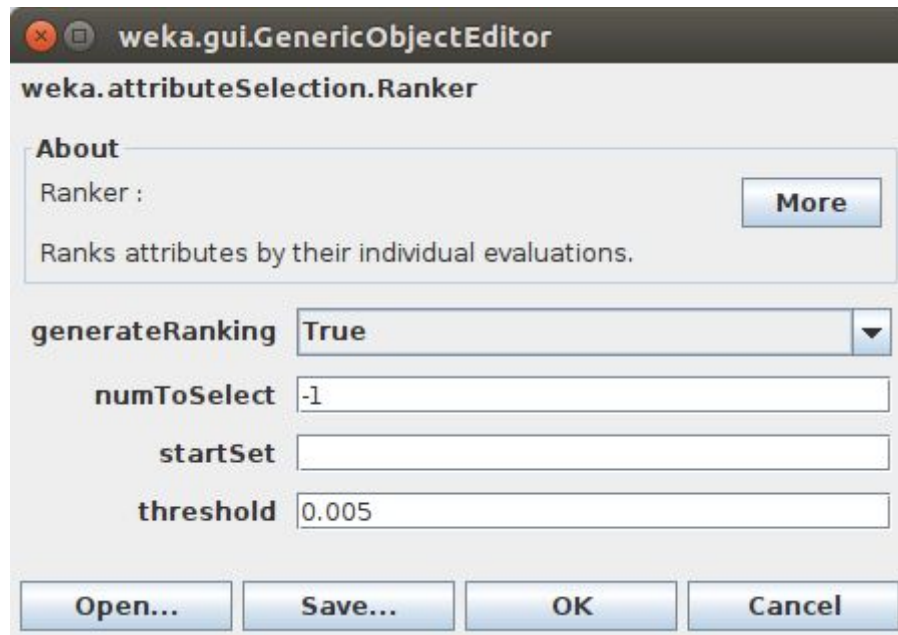 weka.gui.GenericObjectEditor
weka.attributeSelection.Ranker
About
Ranker :
More
Ranks attributes by their individual evaluations.
generateRanking True
numToSelect -1
startSet
threshold 0.005
Open... Save... OK Cancel